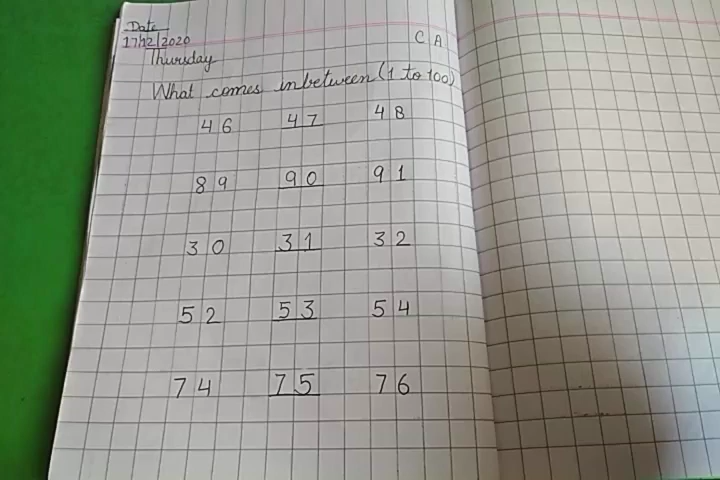 Date
17/12/2020 C A
Thursday
What comes inbetween (1 to 100)
46 47 48
89 90 91
30 31 32
52 53 54
74 75 76